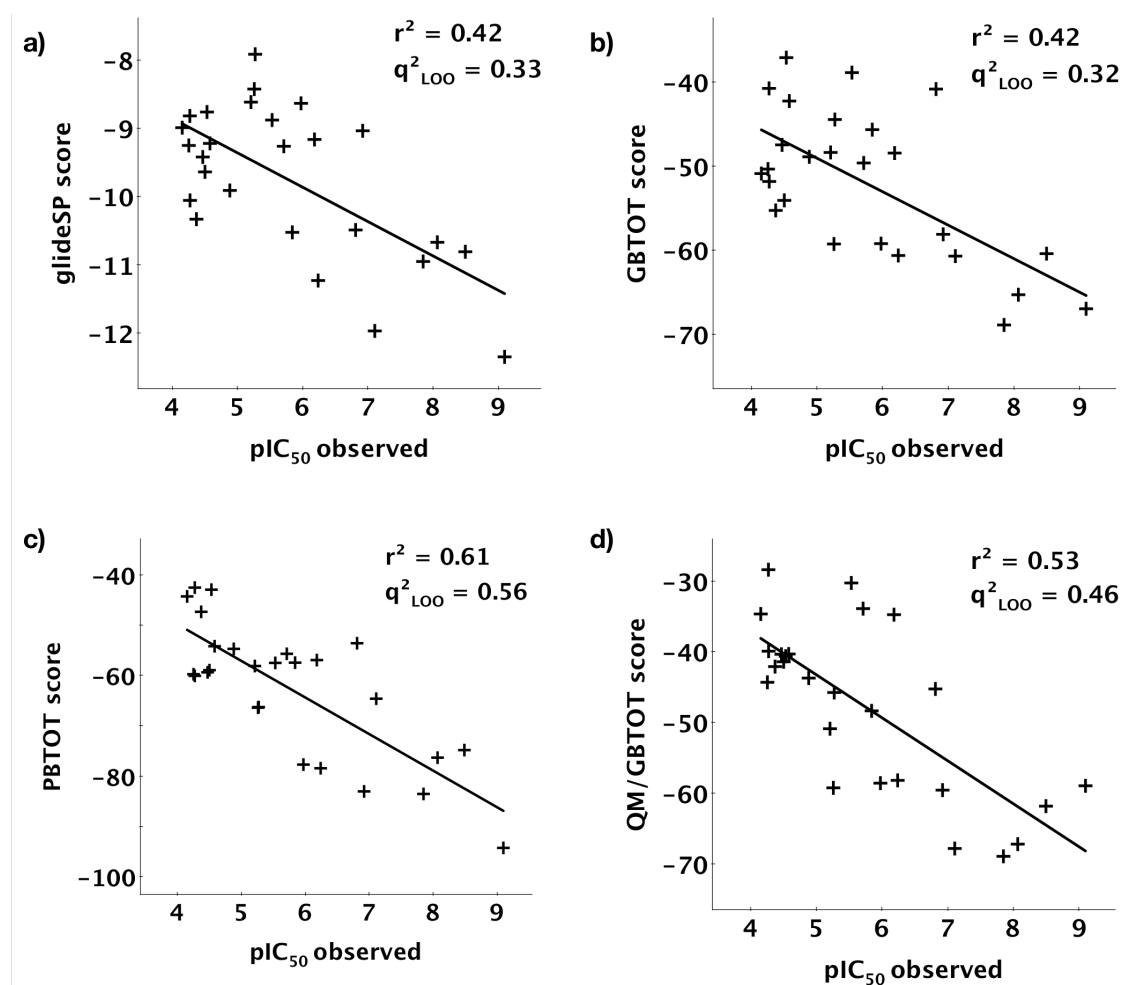 a)
r² = 0.42
q²LOO = 0.33
glideSP score
−8
−9
−10
−11
−12
4 5 6 7 8 9
pIC50 observed
b)
r² = 0.42
q²LOO = 0.32
GBTOT score
−40
−50
−60
−70
4 5 6 7 8 9
pIC50 observed
c)
r² = 0.61
q²LOO = 0.56
PBTOT score
−40
−60
−80
−100
4 5 6 7 8 9
pIC50 observed
d)
r² = 0.53
q²LOO = 0.46
QM/GBTOT score
−30
−40
−50
−60
−70
4 5 6 7 8 9
pIC50 observed